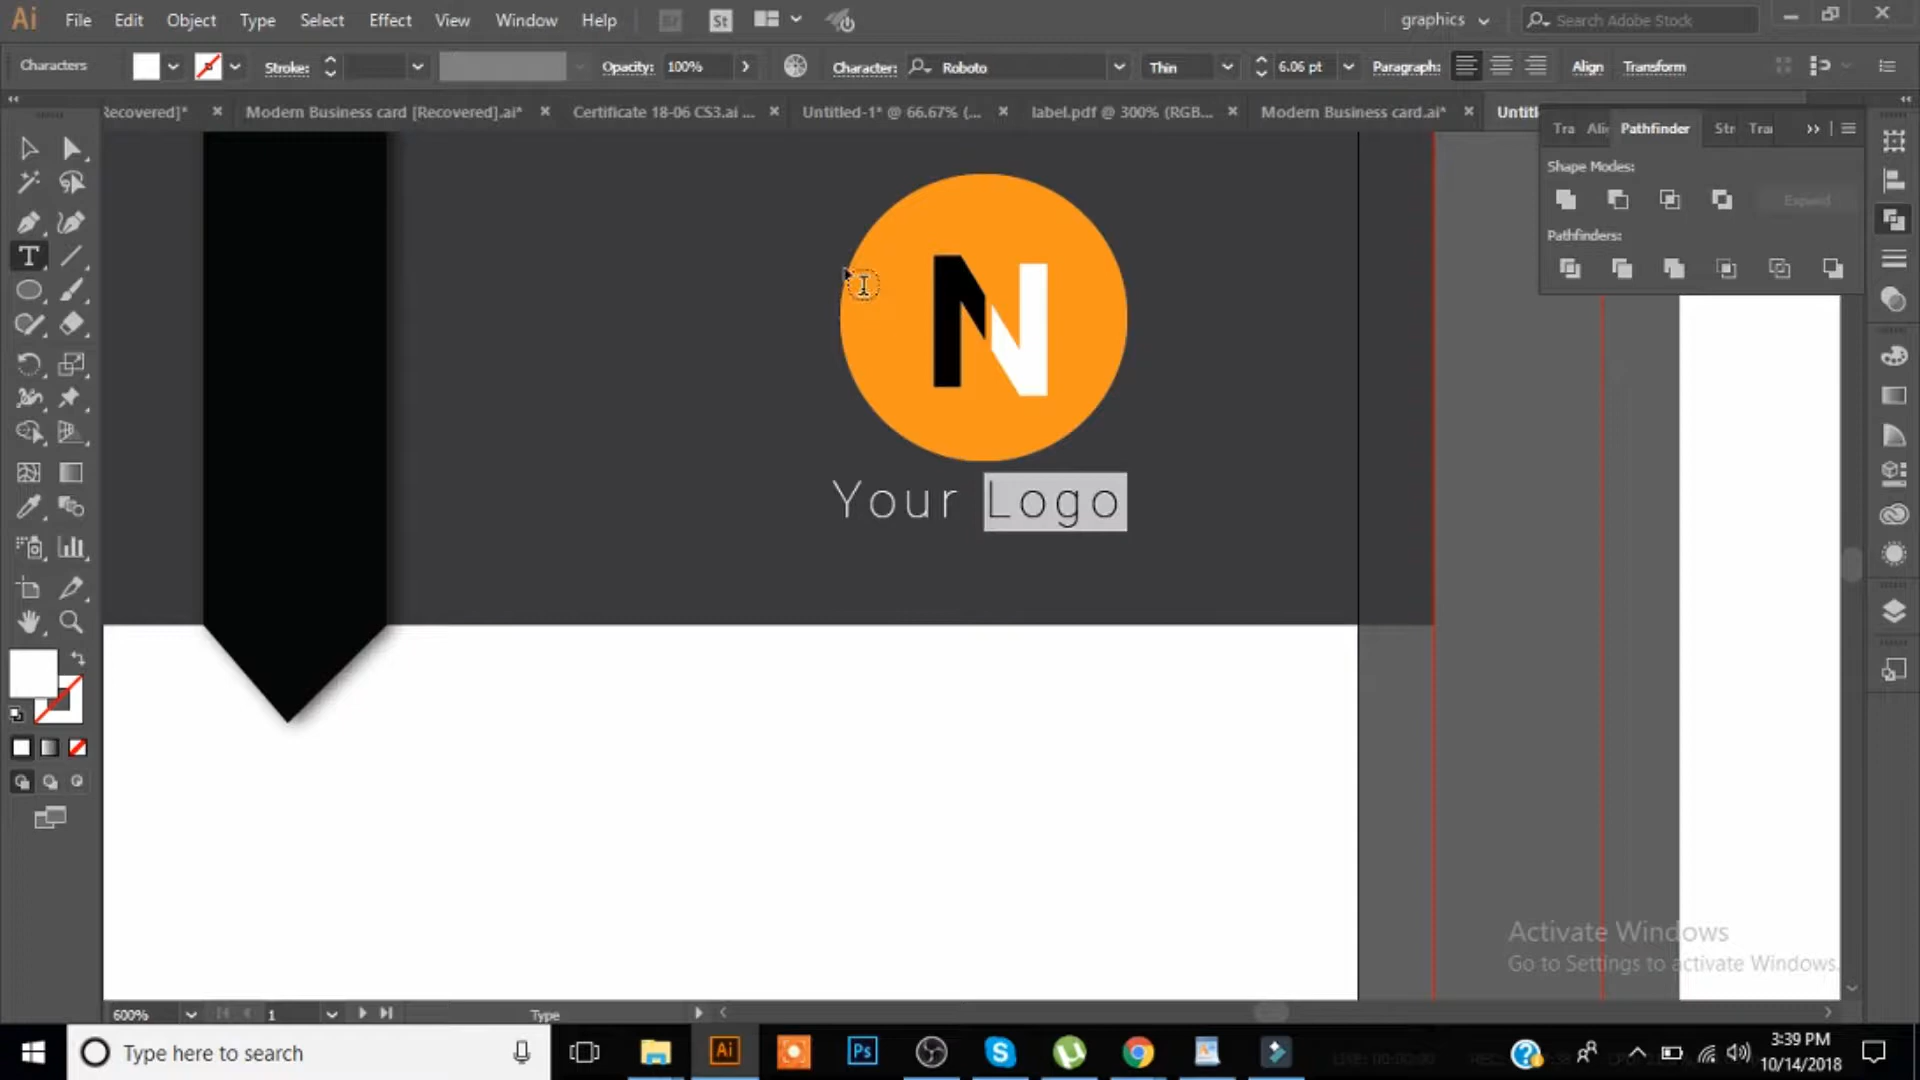 Ai File Edit Object Type Select Effect View Window Help Br St graphics Search Adobe Stock
Characters Stroke: Opacity: 100% Character: Roboto Thin 6.06 pt Paragraph: Align Transform
Recovered]* Modern Business card [Recovered].ai* Certificate 18-06 CS3.ai ... Untitled-1* @ 66.67% (... label.pdf @ 300% (RGB... Modern Business card.ai* Untitl
Tra Ali Pathfinder Str Tra
Shape Modes:
Expand
Pathfinders:
N
Your Logo
Activate Windows
Go to Settings to activate Windows.
600% 1 Type
Type here to search Ai Ps 3:39 PM
10/14/2018